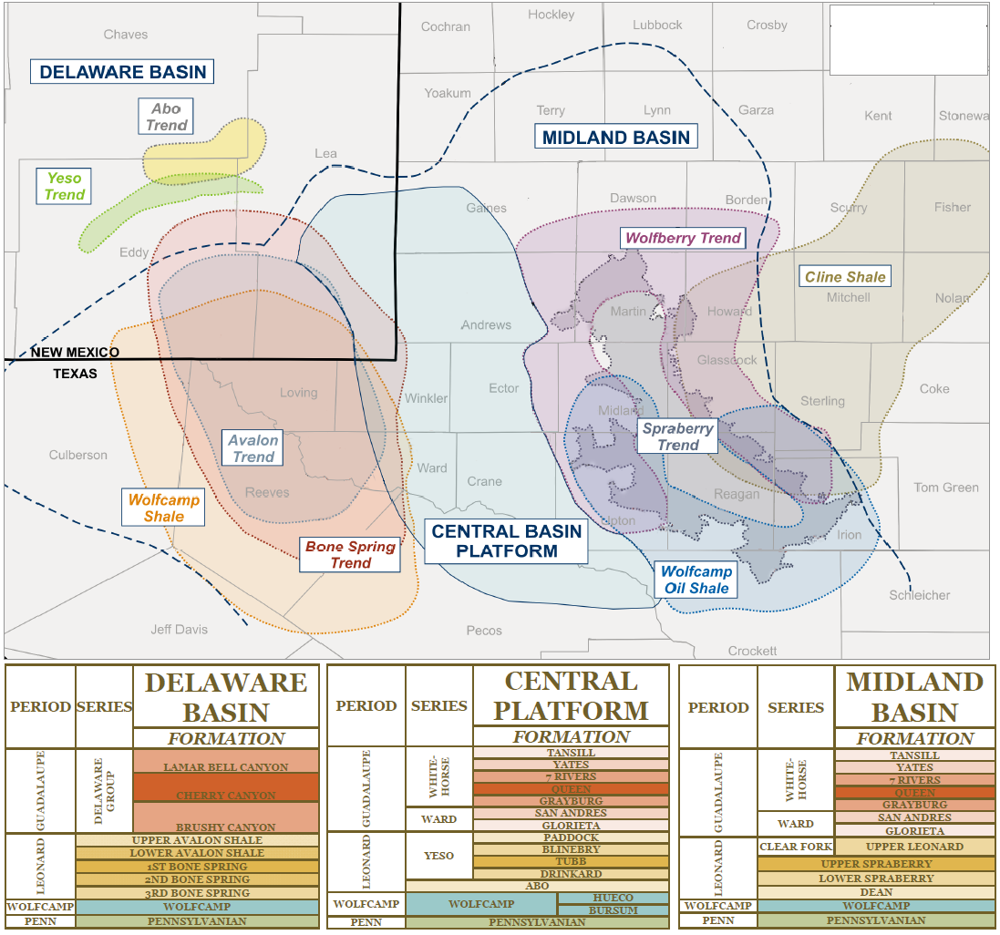 Chaves
Hockley
Cochran
Lubbock
Crosby
DELAWARE BASIN
Yoakum
Abo
Trend
Terry
Lynn
Garza
Kent
Stonewa
MIDLAND BASIN
Lea
Yeso
Trend
Gaines
Dawson
Borden
Scurry
Fisher
Eddy
Wolfberry Trend
Cline Shale
Mitchell
Nolan
Martin
Howard
Andrews
NEW MEXICO
TEXAS
Glasscock
Loving
Winkler
Ector
Midland
Sterling
Coke
Culberson
Avalon
Trend
Spraberry
Trend
Ward
Crane
Reeves
Reagan
Tom Green
Wolfcamp
Shale
Upton
Irion
CENTRAL BASIN
PLATFORM
Bone Spring
Trend
Wolfcamp
Oil Shale
Schleicher
Jeff Davis
Pecos
Crockett
PERIOD
SERIES
DELAWARE
BASIN
FORMATION
GUADALAUPE
DELAWARE
GROUP
LAMAR BELL CANYON
CHERRY CANYON
BRUSHY CANYON
LEONARD
UPPER AVALON SHALE
LOWER AVALON SHALE
1ST BONE SPRING
2ND BONE SPRING
3RD BONE SPRING
WOLFCAMP
WOLFCAMP
PENN
PENNSYLVANIAN
PERIOD
SERIES
CENTRAL
PLATFORM
FORMATION
GUADALAUPE
WHITE-
HORSE
TANSILL
YATES
7 RIVERS
QUEEN
GRAYBURG
WARD
SAN ANDRES
GLORIETA
LEONARD
YESO
PADDOCK
BLINEBRY
TUBB
DRINKARD
ABO
WOLFCAMP
WOLFCAMP
HUECO
BURSUM
PENN
PENNSYLVANIAN
PERIOD
SERIES
MIDLAND
BASIN
FORMATION
GUADALAUPE
WHITE-
HORSE
TANSILL
YATES
7 RIVERS
QUEEN
GRAYBURG
WARD
SAN ANDRES
GLORIETA
LEONARD
CLEAR FORK
UPPER LEONARD
UPPER SPRABERRY
LOWER SPRABERRY
DEAN
WOLFCAMP
WOLFCAMP
PENN
PENNSYLVANIAN